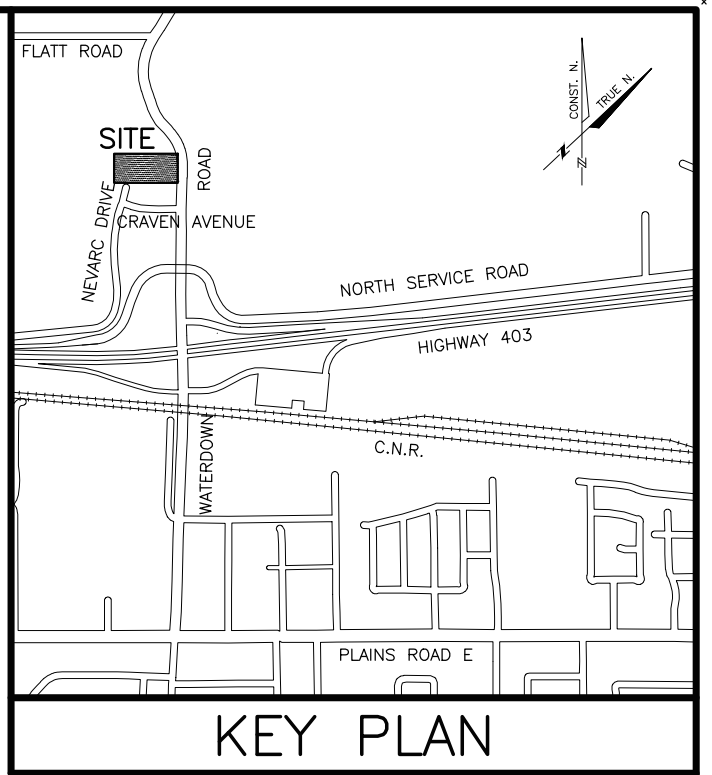 FLATT ROAD
CONST. N.
TRUE N.
N
N
SITE
ROAD
NEVARC DRIVE
CRAVEN AVENUE
NORTH SERVICE ROAD
HIGHWAY 403
WATERDOWN
C.N.R.
PLAINS ROAD E
KEY PLAN